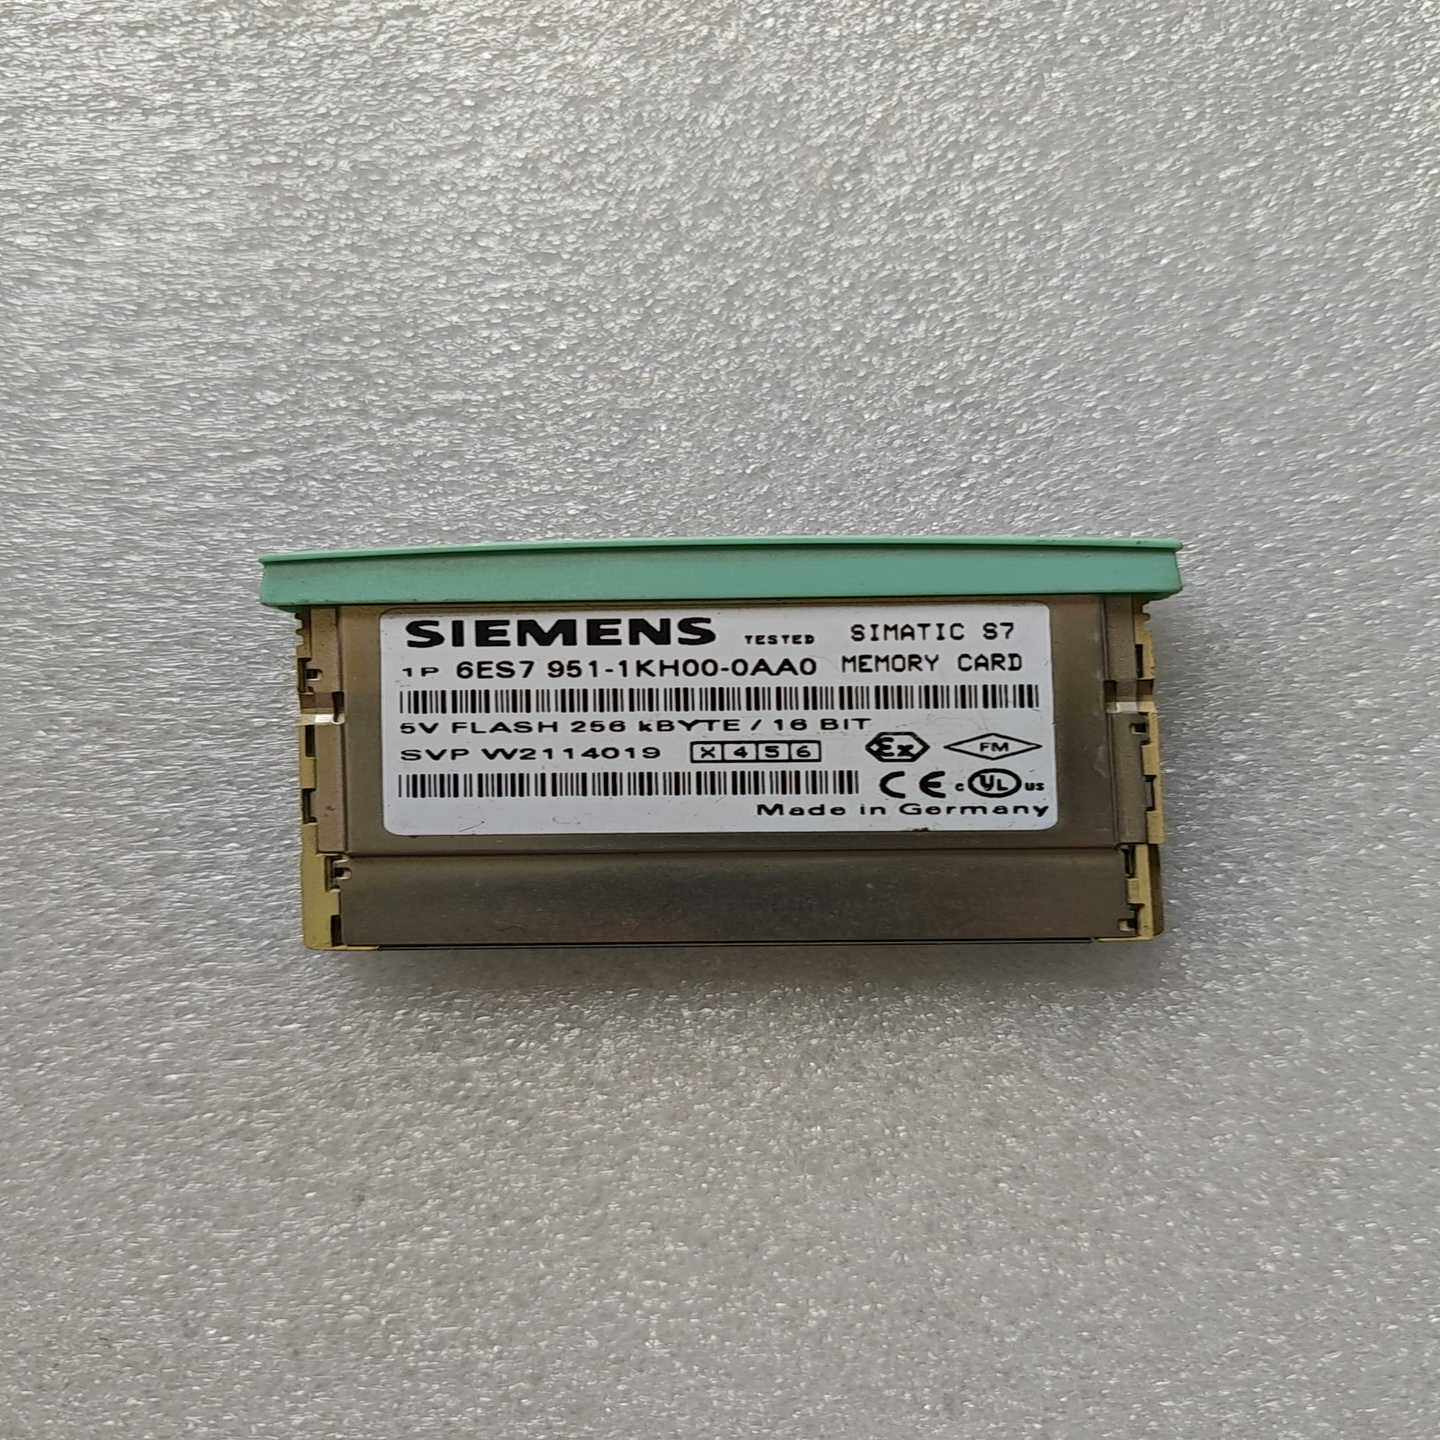 SIEMENS TESTED SIMATIC S7
1P 6ES7 951-1KH00-0AA0 MEMORY CARD
5V FLASH 256 kBYTE / 16 BIT
SVP W2114019 X 4 5 6 Ex FM
CE c UL us
Made in Germany